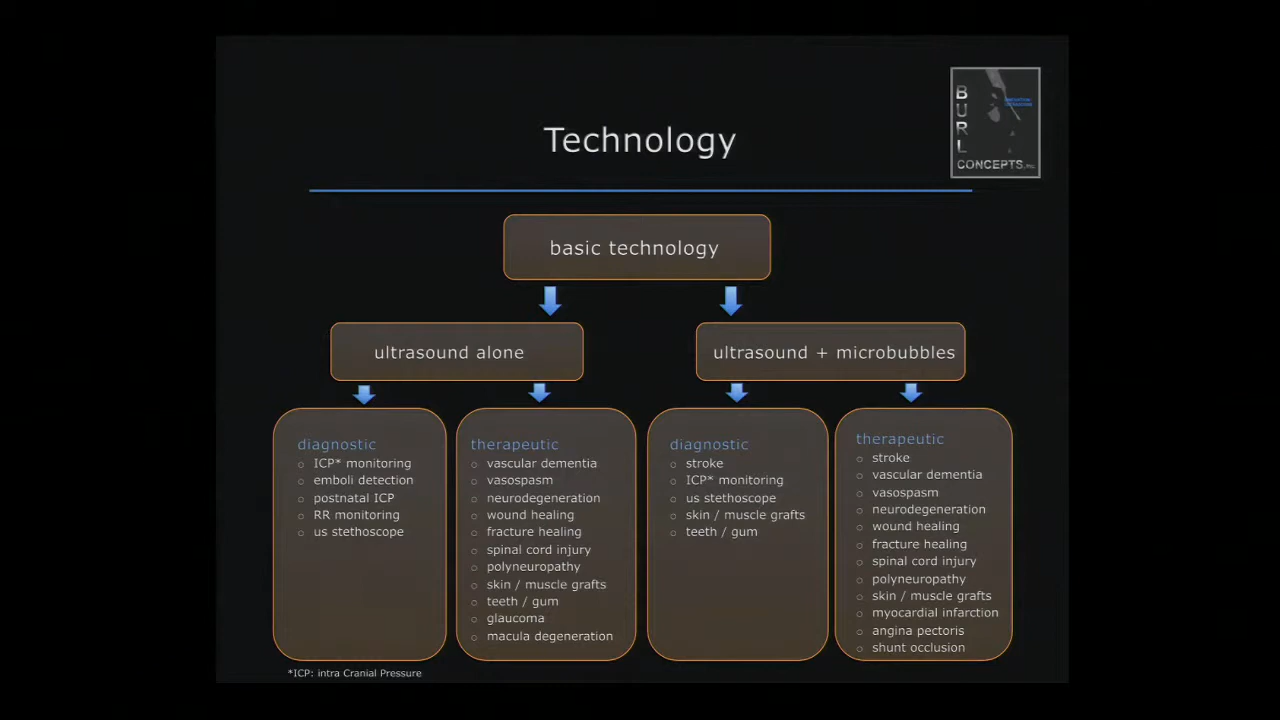 Technology
BURL
CONCEPTS, INC.
basic technology
ultrasound alone
ultrasound + microbubbles
diagnostic
ICP* monitoring
emboli detection
postnatal ICP
RR monitoring
us stethoscope
therapeutic
vascular dementia
vasospasm
neurodegeneration
wound healing
fracture healing
spinal cord injury
polyneuropathy
skin / muscle grafts
teeth / gum
glaucoma
macula degeneration
diagnostic
stroke
ICP* monitoring
us stethoscope
skin / muscle grafts
teeth / gum
therapeutic
stroke
vascular dementia
vasospasm
neurodegeneration
wound healing
fracture healing
spinal cord injury
polyneuropathy
skin / muscle grafts
myocardial infarction
angina pectoris
shunt occlusion
*ICP: intra Cranial Pressure